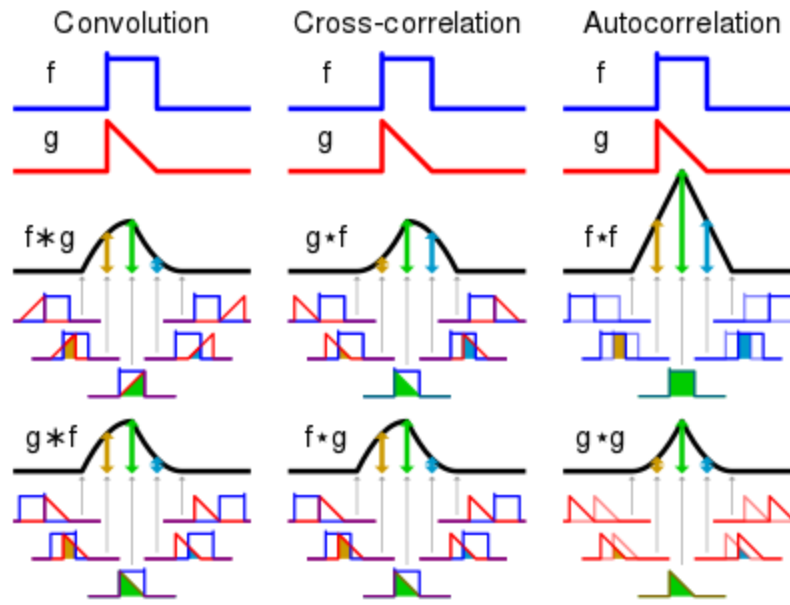 Convolution Cross-correlation Autocorrelation
f f f
g g g
f∗g g⋆f f⋆f
g∗f f⋆g g⋆g